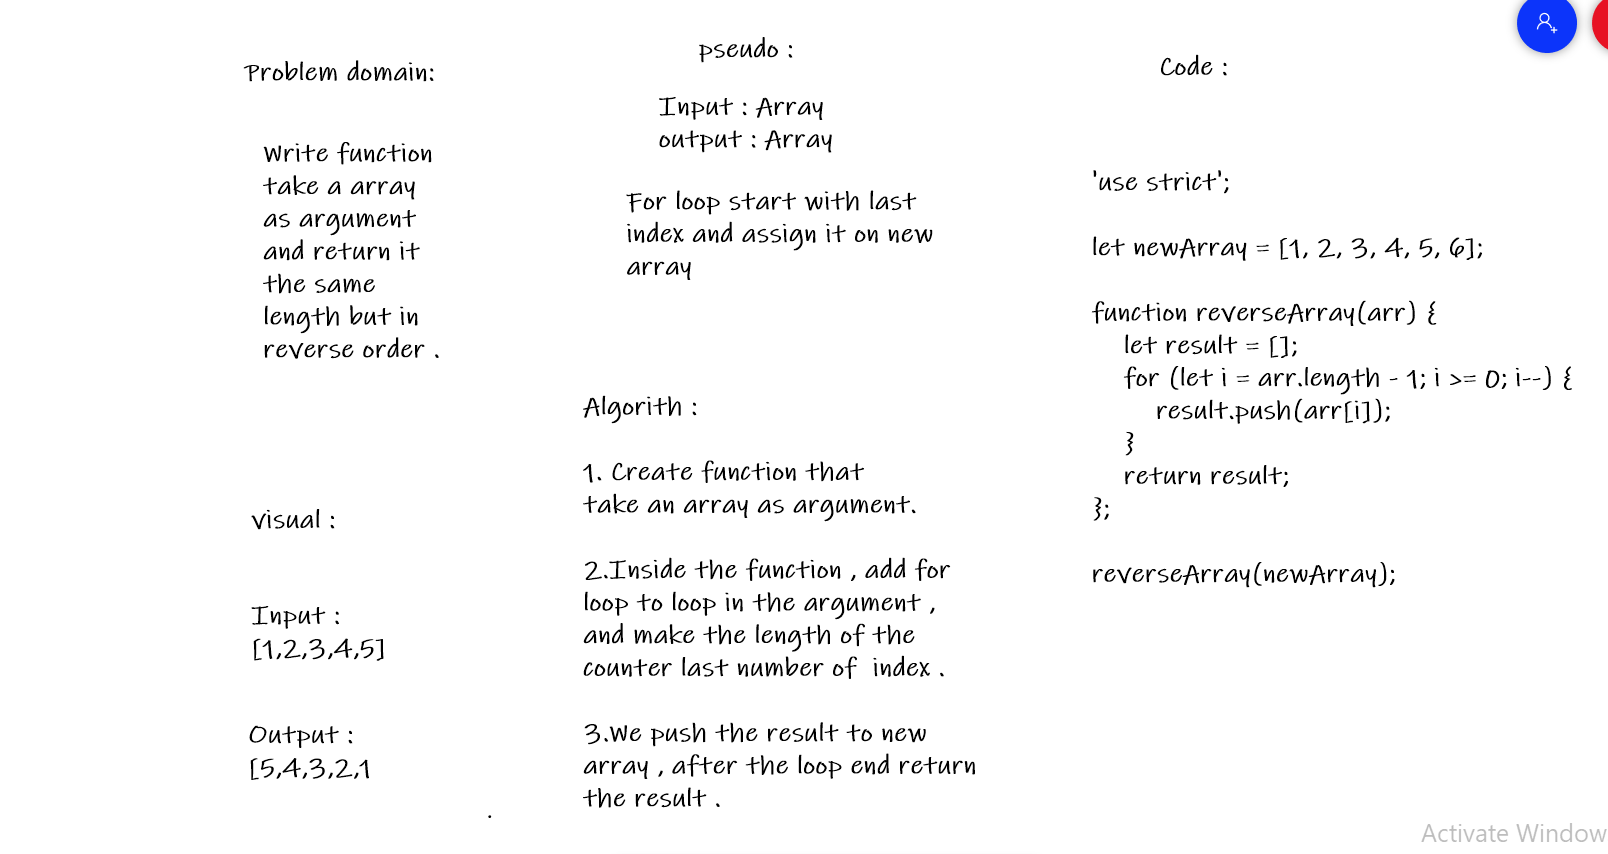 Problem domain:
Write function
take a array
as argument
and return it
the same
length but in
reverse order .
visual :
Input :
[1,2,3,4,5]
Output :
[5,4,3,2,1
.
pseudo :
Input : Array
output : Array
For loop start with last
index and assign it on new
array
Algorith :
1. Create function that
take an array as argument.
2.Inside the function , add for
loop to loop in the argument ,
and make the length of the
counter last number of  index .
3.We push the result to new
array , after the loop end return
the result .
Code :
'use strict';
let newArray = [1, 2, 3, 4, 5, 6];
function reverseArray(arr) {
let result = [];
for (let i = arr.length - 1; i >= 0; i--) {
result.push(arr[i]);
}
return result;
};
reverseArray(newArray);
Activate Window